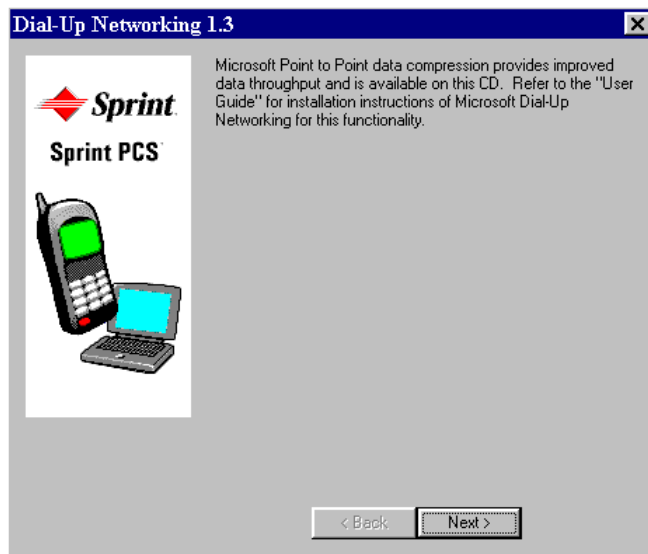 Dial-Up Networking 1.3
Sprint
Sprint PCS
Microsoft Point to Point data compression provides improved
data throughput and is available on this CD. Refer to the "User
Guide" for installation instructions of Microsoft Dial-Up
Networking for this functionality.
< Back
Next >